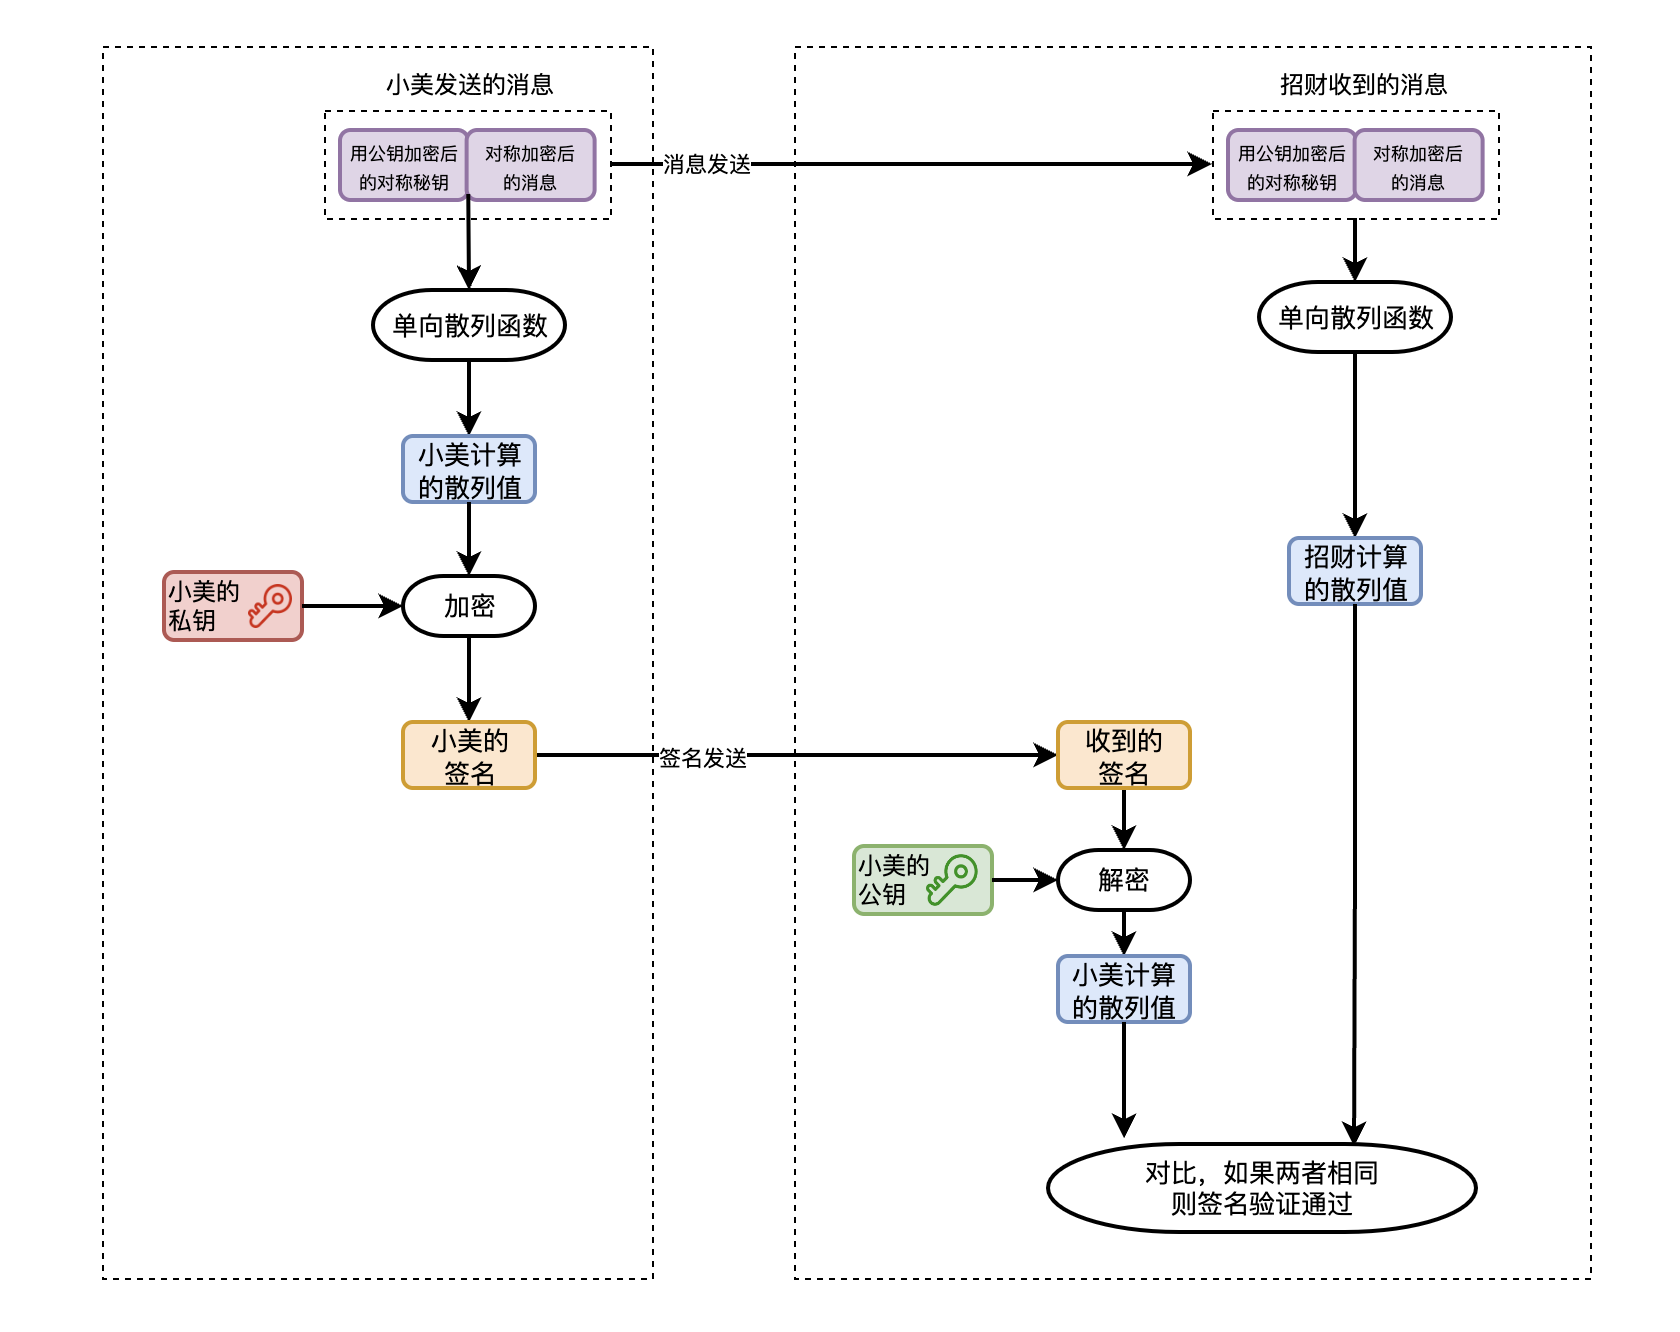 小美发送的消息
用公钥加密后
的对称秘钥
对称加密后
的消息
消息发送
招财收到的消息
用公钥加密后
的对称秘钥
对称加密后
的消息
单向散列函数
单向散列函数
小美计算
的散列值
招财计算
的散列值
小美的
私钥
加密
小美的
签名
签名发送
收到的
签名
小美的
公钥
解密
小美计算
的散列值
对比，如果两者相同
则签名验证通过